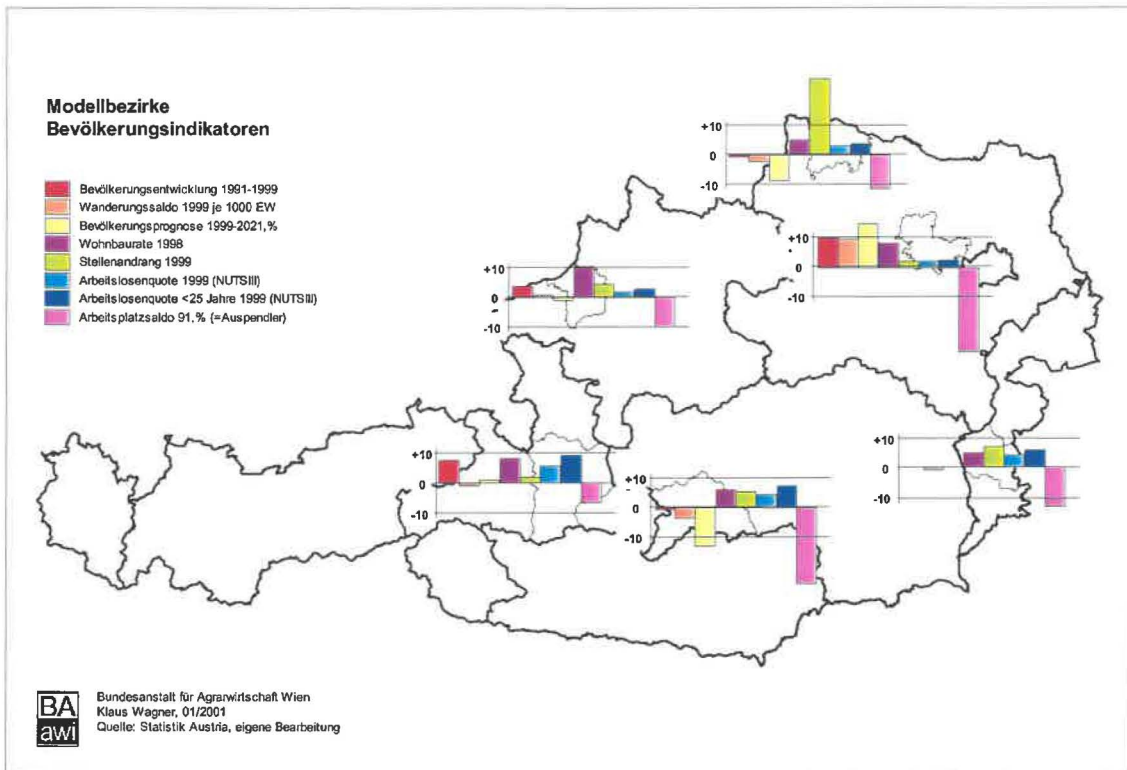 Modellbezirke
Bevölkerungsindikatoren
Bevölkerungsentwicklung 1991-1999
Wanderungssaldo 1999 je 1000 EW
Bevölkerungsprognose 1999-2021,%
Wohnbaurate 1998
Stellenandrang 1999
Arbeitslosenquote 1999 (NUTSIII)
Arbeitslosenquote <25 Jahre 1999 (NUTSIII)
Arbeitsplatzsaldo 91,% (=Auspendler)
+10
0
-10
+10
0
-10
+10
0
-10
+10
0
-10
+10
0
-10
+10
0
-10
BA
awi
Bundesanstalt für Agrarwirtschaft Wien
Klaus Wagner, 01/2001
Quelle: Statistik Austria, eigene Bearbeitung